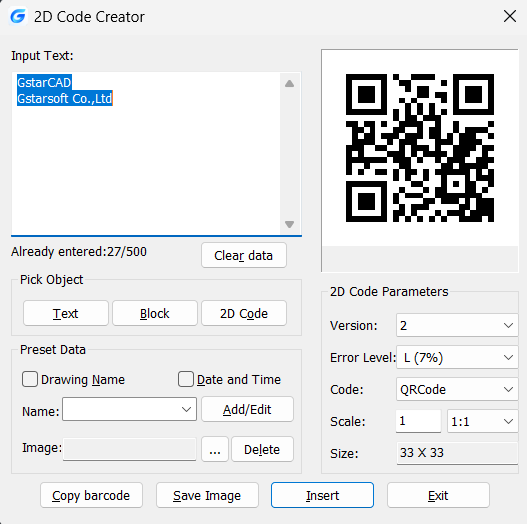 2D Code Creator
Input Text:
GstarCAD
Gstarsoft Co.,Ltd
Already entered:27/500
Clear data
Pick Object
Text
Block
2D Code
Preset Data
Drawing Name
Date and Time
Name:
Add/Edit
Image:
...
Delete
2D Code Parameters
Version: 2
Error Level: L (7%)
Code: QRCode
Scale: 1 1:1
Size: 33 X 33
Copy barcode
Save Image
Insert
Exit